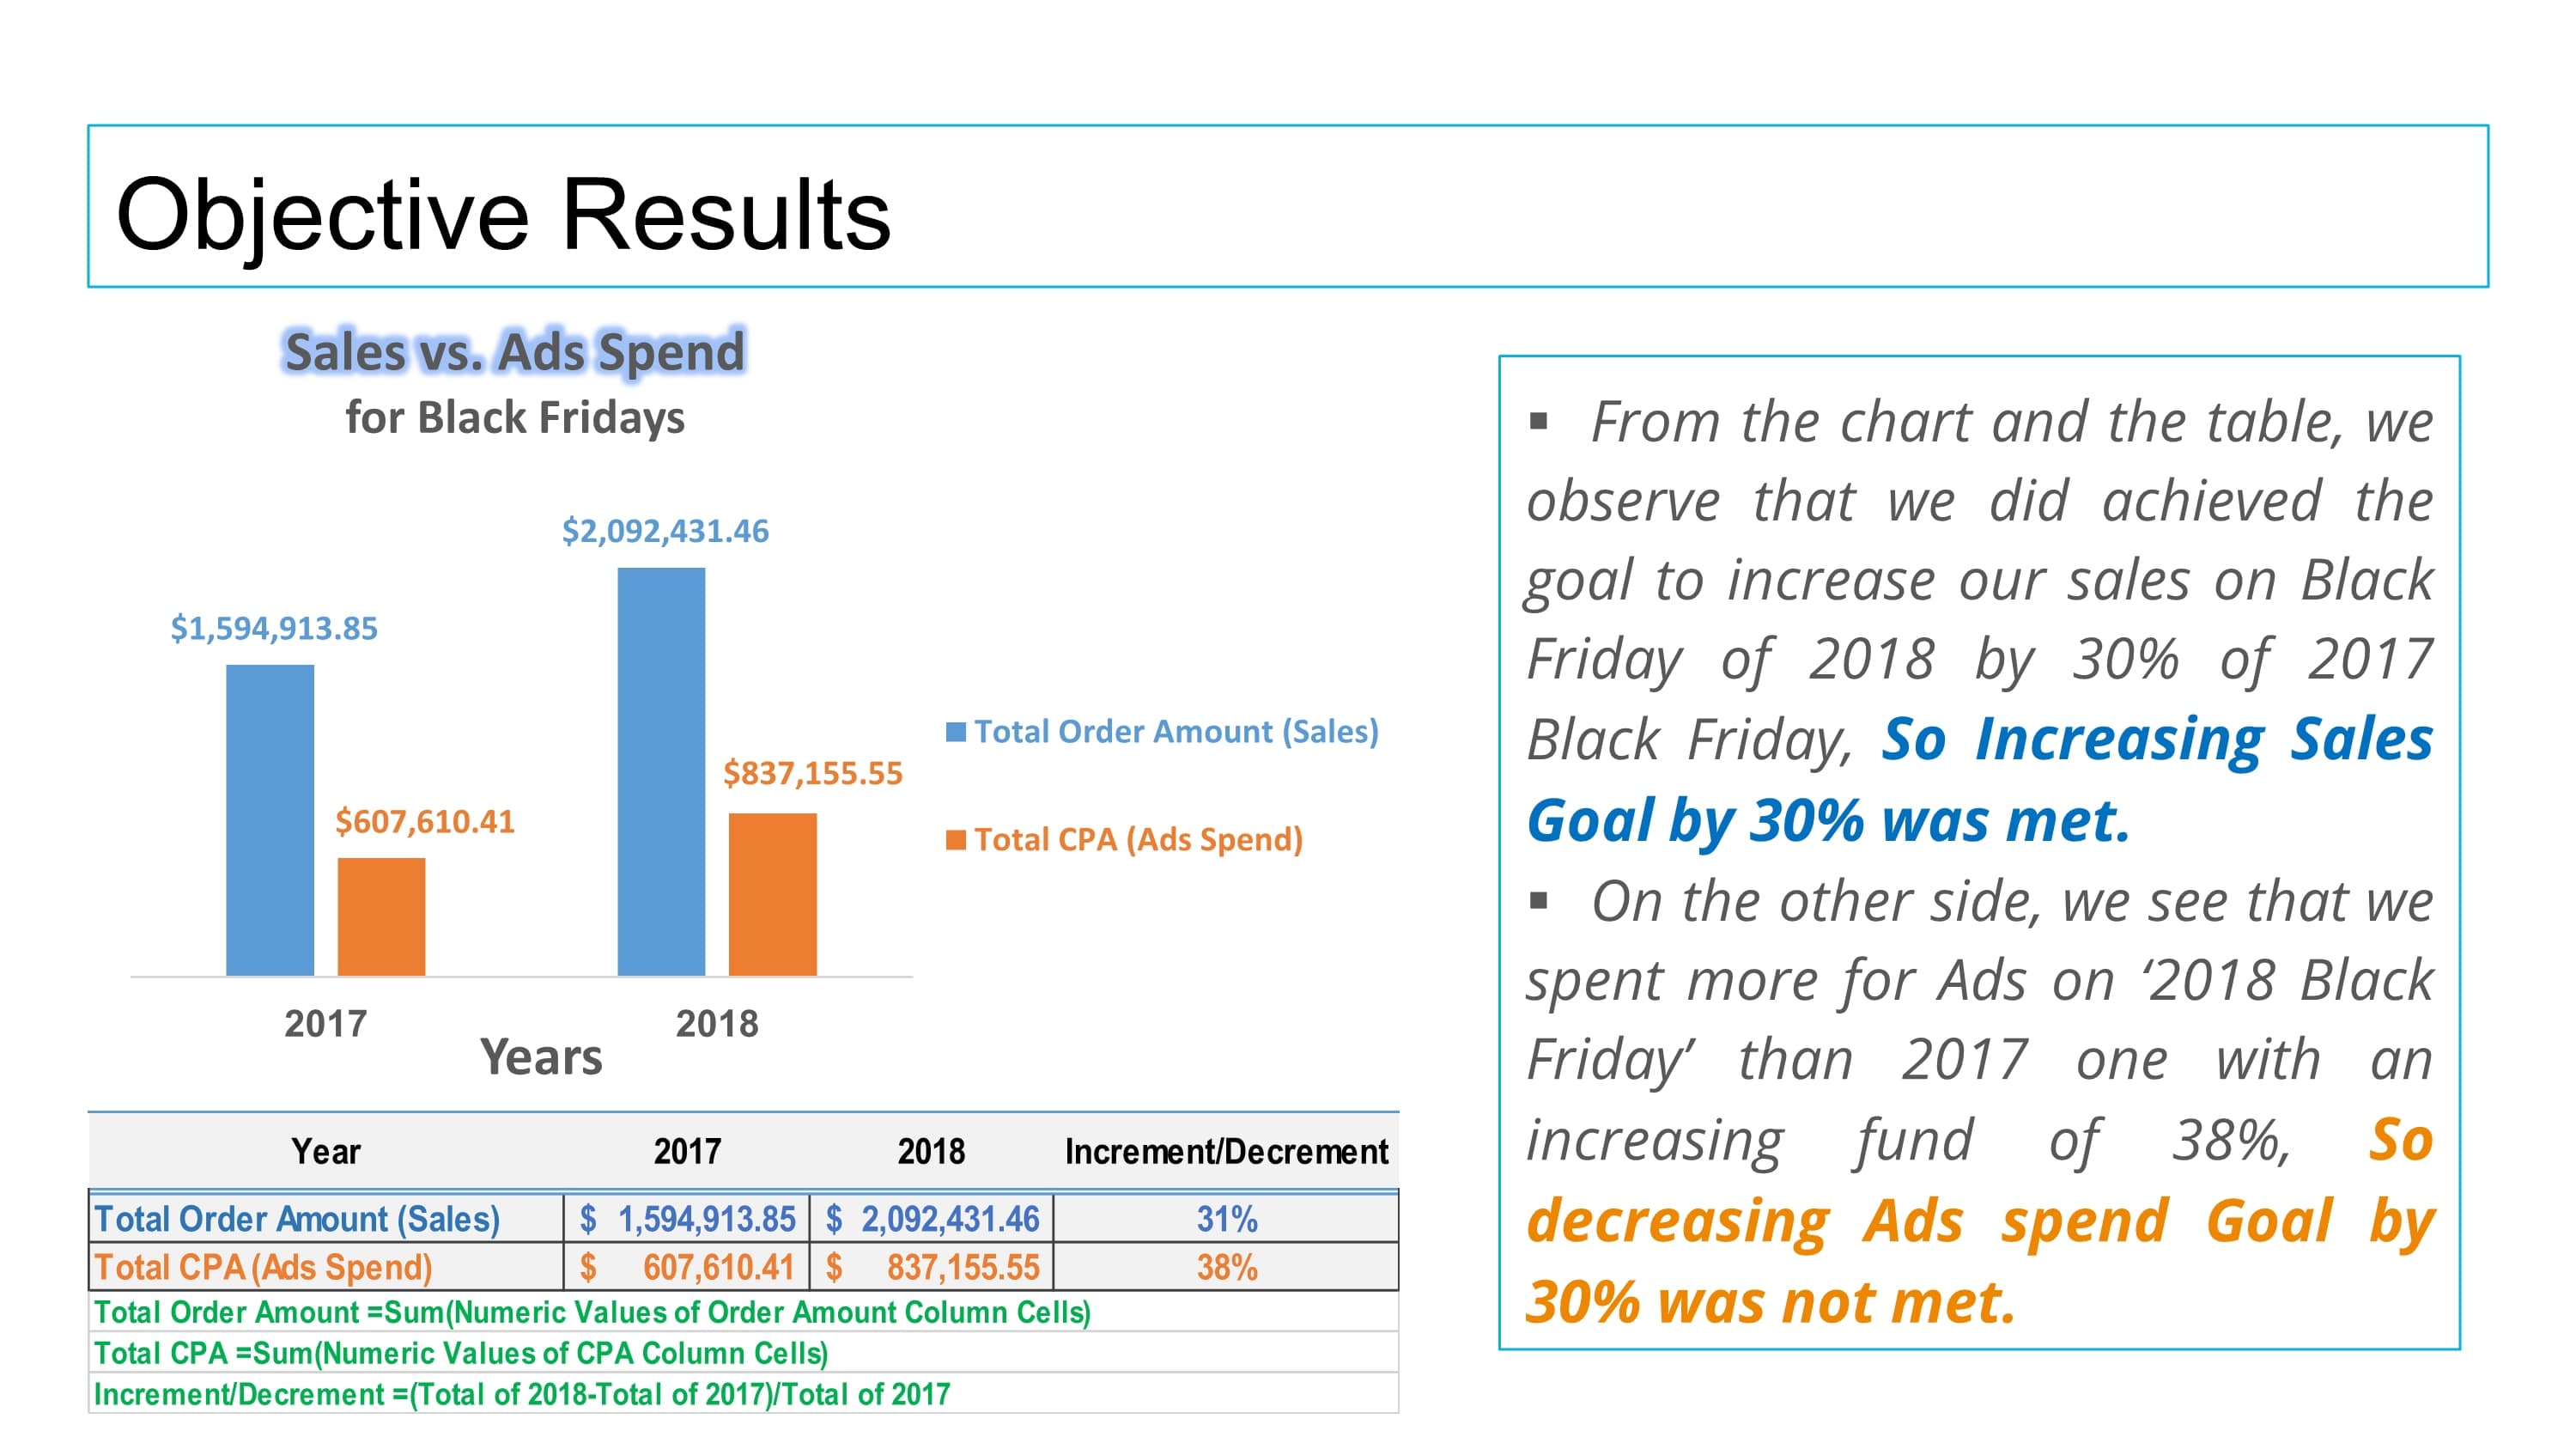 Objective Results
Sales vs. Ads Spend
for Black Fridays
$2,092,431.46
$1,594,913.85
$837,155.55
$607,610.41
Total Order Amount (Sales)
Total CPA (Ads Spend)
2017
2018
Years
Year 2017 2018 Increment/Decrement
Total Order Amount (Sales) $ 1,594,913.85 $ 2,092,431.46 31%
Total CPA (Ads Spend) $ 607,610.41 $ 837,155.55 38%
Total Order Amount =Sum(Numeric Values of Order Amount Column Cells)
Total CPA =Sum(Numeric Values of CPA Column Cells)
Increment/Decrement =(Total of 2018-Total of 2017)/Total of 2017
▪ From the chart and the table, we
observe that we did achieved the
goal to increase our sales on Black
Friday of 2018 by 30% of 2017
Black Friday, So Increasing Sales
Goal by 30% was met.
▪ On the other side, we see that we
spent more for Ads on ‘2018 Black
Friday’ than 2017 one with an
increasing fund of 38%, So
decreasing Ads spend Goal by
30% was not met.